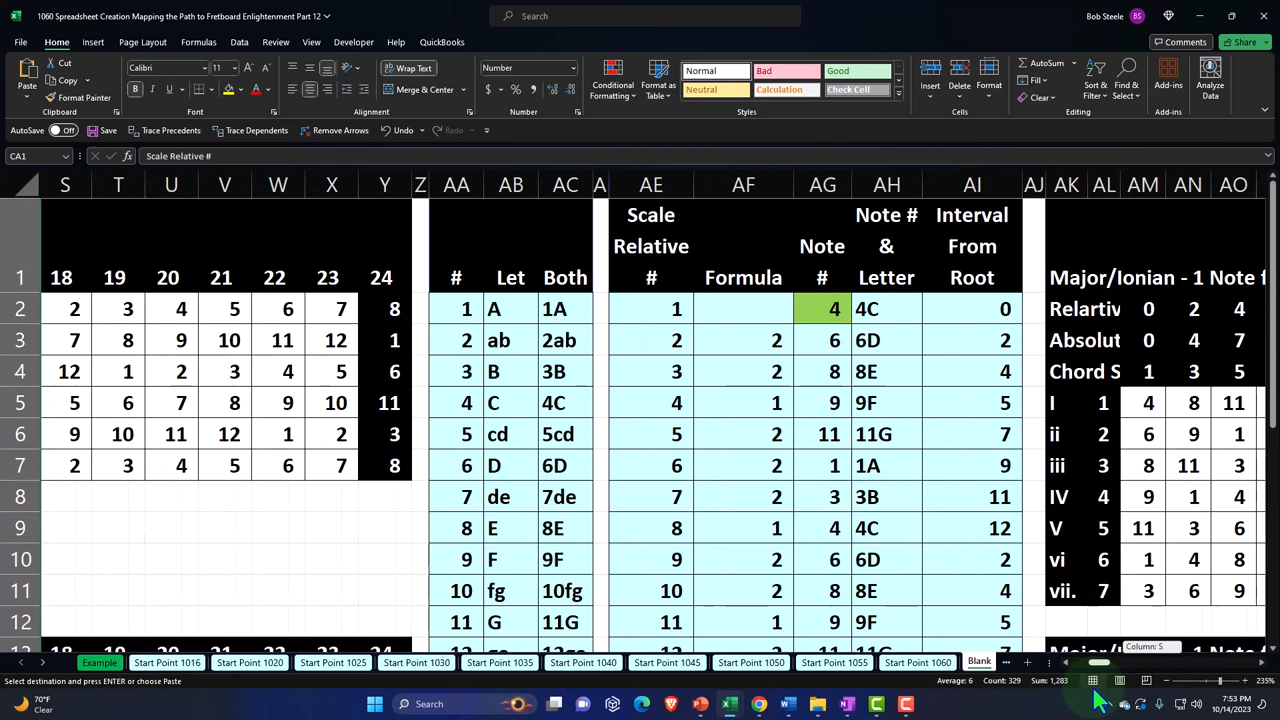 1060 Spreadsheet Creation Mapping the Path to Fretboard Enlightenment Part 12
Search
Bob Steele BS
File Home Insert Page Layout Formulas Data Review View Developer Automate Help QuickBooks
Comments Share
Paste Cut Copy Format Painter Clipboard
Calibri 11 Font
Wrap Text Merge & Center Alignment
Number Number
Conditional Formatting Format as Table
Normal Bad Good
Neutral Calculation Check Cell
Styles
Insert Delete Format Cells
AutoSum Fill Clear Sort & Filter Find & Select Editing
Add-ins Add-ins
Analyze Data
AutoSave Off Save Trace Precedents Trace Dependents Remove Arrows Undo Redo
CA1 fx Scale Relative #
S T U V W X Y Z AA AB AC A AE AF AG AH AI AJ AK AL AM AN AO
Scale Note # Interval
Relative Note & From
1 18 19 20 21 22 23 24 # Let Both # Formula # Letter Root Major/Ionian - 1 Note f
2 2 3 4 5 6 7 8 1 A 1A 1 4 4C 0 Relartiv 0 2 4
3 7 8 9 10 11 12 1 2 ab 2ab 2 2 6 6D 2 Absolut 0 4 7
4 12 1 2 3 4 5 6 3 B 3B 3 2 8 8E 4 Chord S 1 3 5
5 5 6 7 8 9 10 11 4 C 4C 4 1 9 9F 5 I 1 4 8 11
6 9 10 11 12 1 2 3 5 cd 5cd 5 2 11 11G 7 ii 2 6 9 1
7 2 3 4 5 6 7 8 6 D 6D 6 2 1 1A 9 iii 3 8 11 3
8 7 de 7de 7 2 3 3B 11 IV 4 9 1 4
9 8 E 8E 8 1 4 4C 12 V 5 11 3 6
10 9 F 9F 9 2 6 6D 2 vi 6 1 4 8
11 10 fg 10fg 10 2 8 8E 4 vii. 7 3 6 9
12 11 G 11G 11 1 9 9F 5
Column: S
Example Start Point 1016 Start Point 1020 Start Point 1025 Start Point 1030 Start Point 1035 Start Point 1040 Start Point 1045 Start Point 1050 Start Point 1055 Start Point 1060 Blank
Select destination and press ENTER or choose Paste Average: 6 Count: 329 Sum: 1,283 235%
70°F
Clear
Search
7:53 PM
10/14/2023